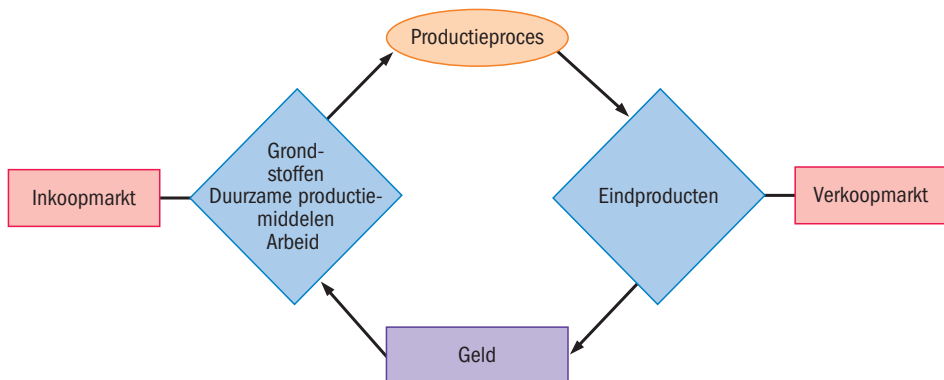 Productieproces
Grond-
stoffen
Duurzame productie-
middelen
Arbeid
Inkoopmarkt
Eindproducten
Verkoopmarkt
Geld